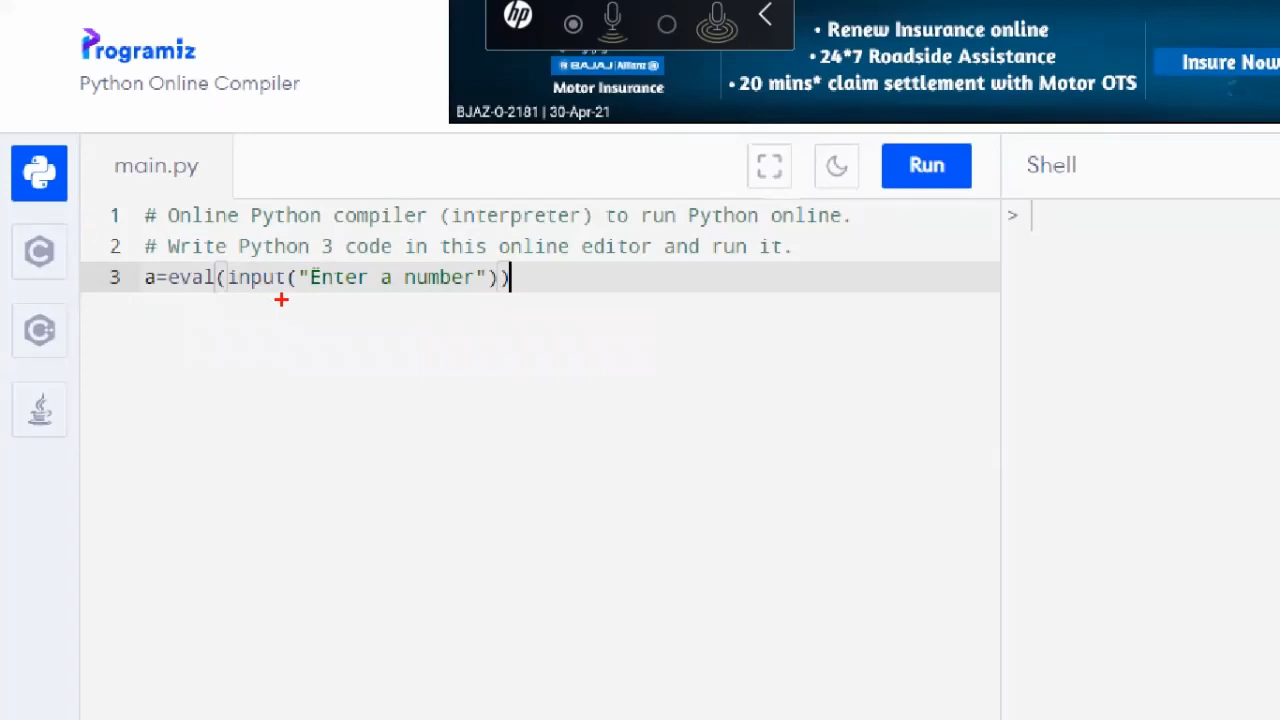 Programiz
Python Online Compiler
hp
BAJAJ Allianz
Motor Insurance
BJAZ-O-2181 | 30-Apr-21
• Renew Insurance online
• 24*7 Roadside Assistance
• 20 mins* claim settlement with Motor OTS
Insure Now
main.py
Run
Shell
1 # Online Python compiler (interpreter) to run Python online.
2 # Write Python 3 code in this online editor and run it.
3 a=eval(input("Ënter a number"))
>